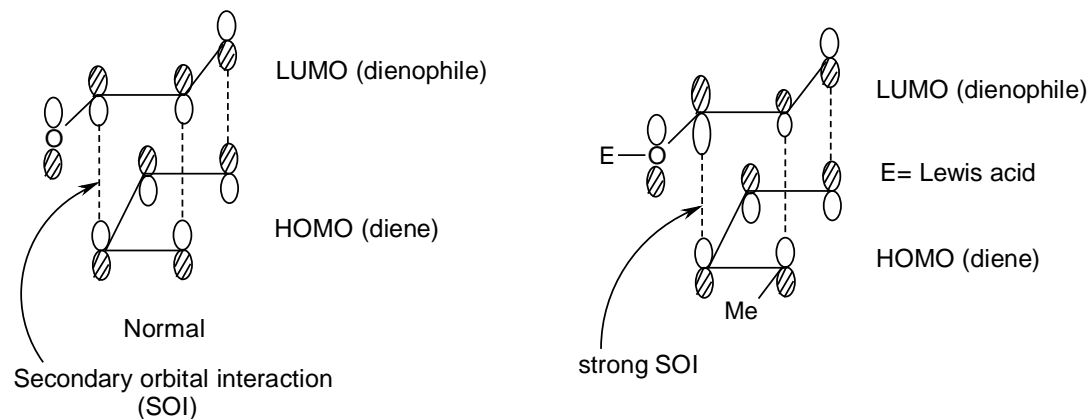 LUMO (dienophile)
O
HOMO (diene)
Normal
Secondary orbital interaction
(SOI)
LUMO (dienophile)
E
O
E= Lewis acid
HOMO (diene)
Me
strong SOI